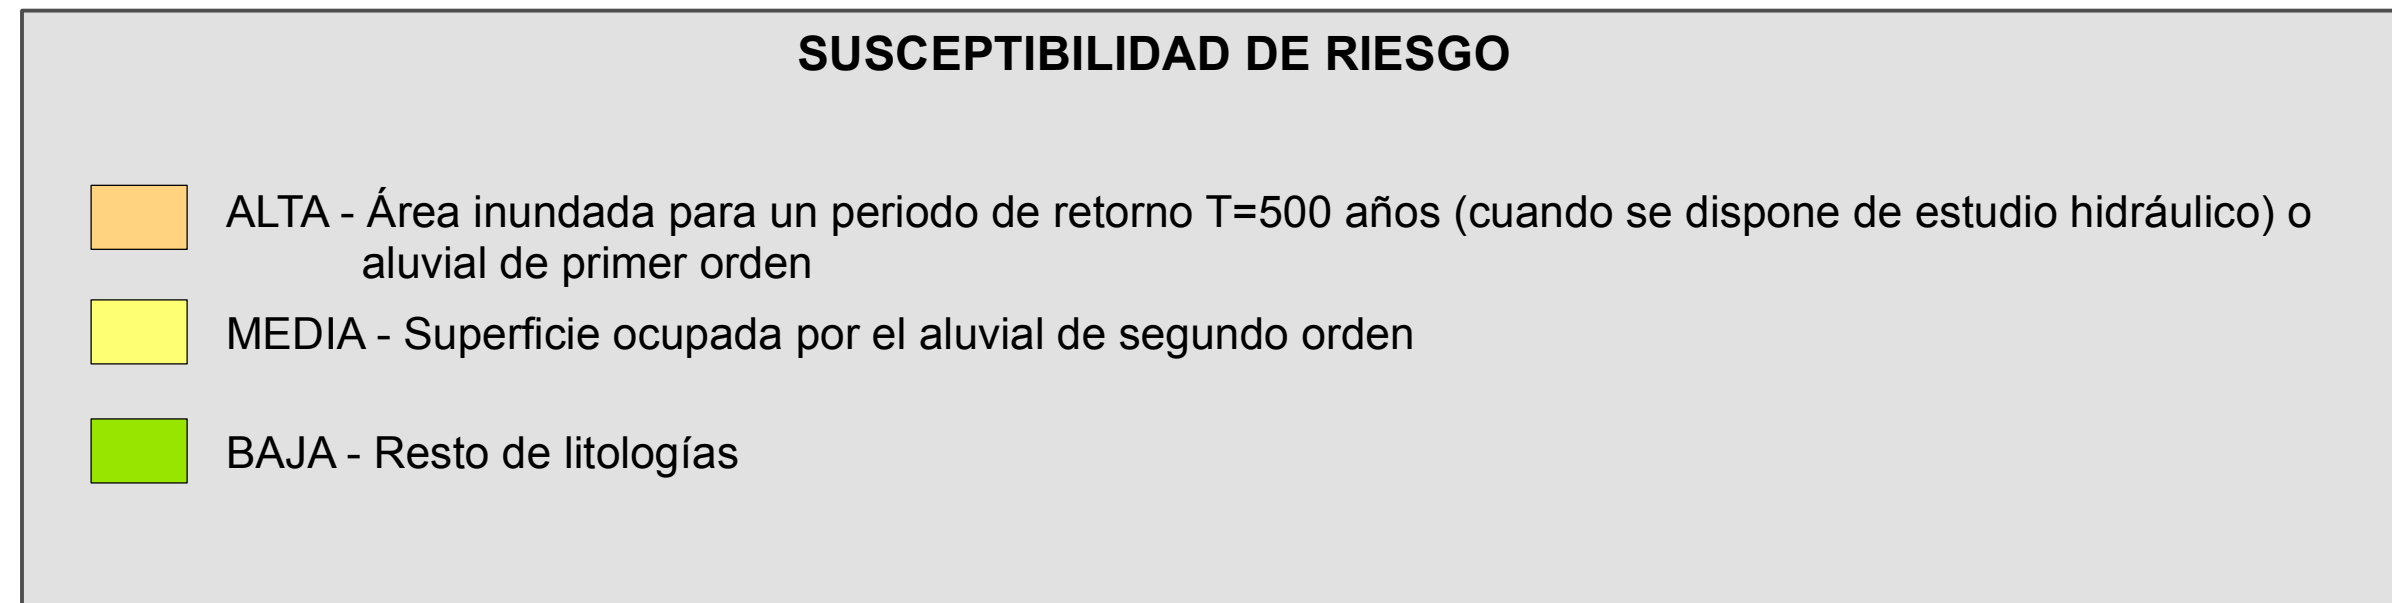 SUSCEPTIBILIDAD DE RIESGO
ALTA - Área inundada para un periodo de retorno T=500 años (cuando se dispone de estudio hidráulico) o
aluvial de primer orden
MEDIA - Superficie ocupada por el aluvial de segundo orden
BAJA - Resto de litologías